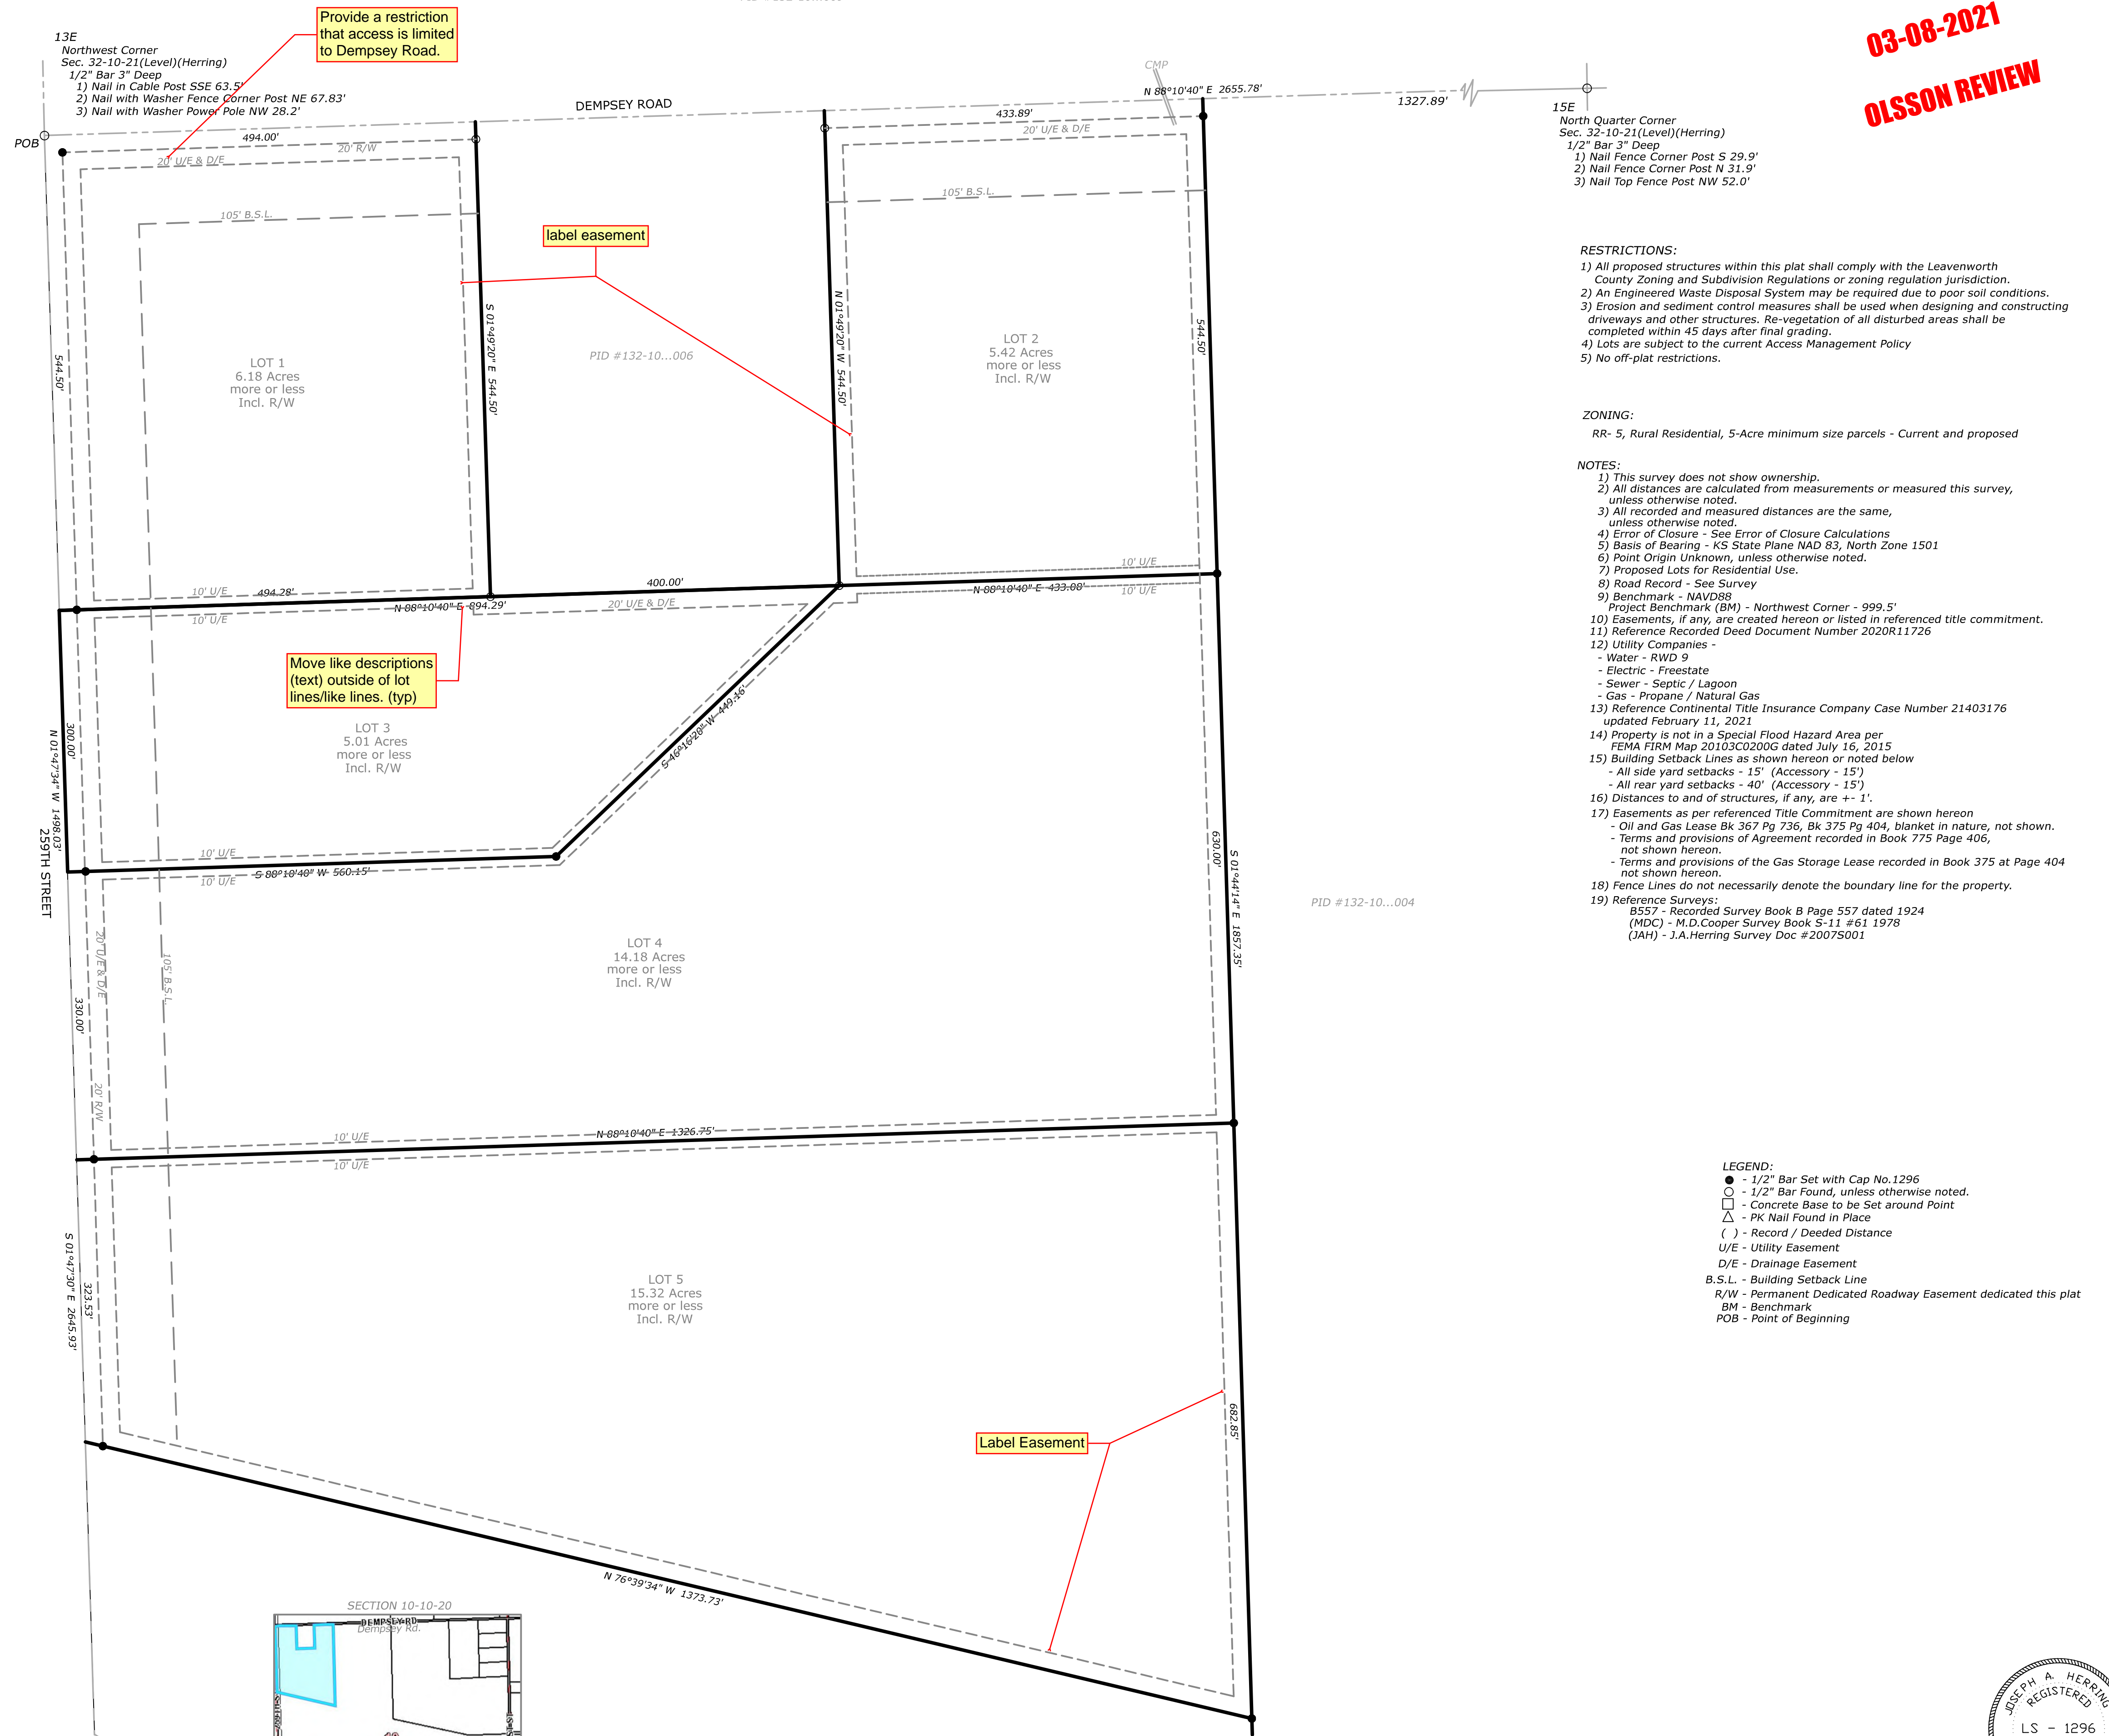 03-08-2021
OLSSON REVIEW
Provide a restriction
that access is limited
to Dempsey Road.
13E
Northwest Corner
Sec. 32-10-21(Level)(Herring)
1/2" Bar 3" Deep
1) Nail in Cable Post SSE 63.5'
2) Nail with Washer Fence Corner Post NE 67.83'
3) Nail with Washer Power Pole NW 28.2'
POB
DEMPSEY ROAD
CMP
N 88°10'40" E 2655.78'
1327.89'
15E
North Quarter Corner
Sec. 32-10-21(Level)(Herring)
1/2" Bar 3" Deep
1) Nail Fence Corner Post S 29.9'
2) Nail Fence Corner Post N 31.9'
3) Nail Top Fence Post NW 52.0'
494.00'
20' R/W
20' U/E & D/E
433.89'
20' U/E & D/E
105' B.S.L.
105' B.S.L.
label easement
S 01°49'20" E 544.50'
N 01°49'20" W 544.50'
544.50'
544.50'
LOT 1
6.18 Acres
more or less
Incl. R/W
PID #132-10...006
LOT 2
5.42 Acres
more or less
Incl. R/W
10' U/E
494.28'
N 88°10'40" E 894.29'
10' U/E
400.00'
20' U/E & D/E
10' U/E
N 88°10'40" E 433.08'
10' U/E
Move like descriptions
(text) outside of lot
lines/like lines. (typ)
LOT 3
5.01 Acres
more or less
Incl. R/W
S 46°16'20" W 449.16'
300.00'
N 01°47'34" W 1498.03'
259TH STREET
10' U/E
10' U/E
S 88°10'40" W 560.15'
630.00'
S 01°44'14" E 1857.35'
PID #132-10...004
LOT 4
14.18 Acres
more or less
Incl. R/W
20' U/E & D/E
105' B.S.L.
330.00'
20' R/W
10' U/E
N 88°10'40" E 1326.75'
10' U/E
S 01°47'30" E 2645.93'
323.53'
LOT 5
15.32 Acres
more or less
Incl. R/W
682.85'
Label Easement
N 76°39'34" W 1373.73'
SECTION 10-10-20
DEMPSEY RD
Dempsey Rd.
RESTRICTIONS:
1) All proposed structures within this plat shall comply with the Leavenworth
County Zoning and Subdivision Regulations or zoning regulation jurisdiction.
2) An Engineered Waste Disposal System may be required due to poor soil conditions.
3) Erosion and sediment control measures shall be used when designing and constructing
driveways and other structures. Re-vegetation of all disturbed areas shall be
completed within 45 days after final grading.
4) Lots are subject to the current Access Management Policy
5) No off-plat restrictions.
ZONING:
RR- 5, Rural Residential, 5-Acre minimum size parcels - Current and proposed
NOTES:
1) This survey does not show ownership.
2) All distances are calculated from measurements or measured this survey,
unless otherwise noted.
3) All recorded and measured distances are the same,
unless otherwise noted.
4) Error of Closure - See Error of Closure Calculations
5) Basis of Bearing - KS State Plane NAD 83, North Zone 1501
6) Point Origin Unknown, unless otherwise noted.
7) Proposed Lots for Residential Use.
8) Road Record - See Survey
9) Benchmark - NAVD88
Project Benchmark (BM) - Northwest Corner - 999.5'
10) Easements, if any, are created hereon or listed in referenced title commitment.
11) Reference Recorded Deed Document Number 2020R11726
12) Utility Companies -
- Water - RWD 9
- Electric - Freestate
- Sewer - Septic / Lagoon
- Gas - Propane / Natural Gas
13) Reference Continental Title Insurance Company Case Number 21403176
updated February 11, 2021
14) Property is not in a Special Flood Hazard Area per
FEMA FIRM Map 20103C0200G dated July 16, 2015
15) Building Setback Lines as shown hereon or noted below
- All side yard setbacks - 15' (Accessory - 15')
- All rear yard setbacks - 40' (Accessory - 15')
16) Distances to and of structures, if any, are +- 1'.
17) Easements as per referenced Title Commitment are shown hereon
- Oil and Gas Lease Bk 367 Pg 736, Bk 375 Pg 404, blanket in nature, not shown.
- Terms and provisions of Agreement recorded in Book 775 Page 406,
not shown hereon.
- Terms and provisions of the Gas Storage Lease recorded in Book 375 at Page 404
not shown hereon.
18) Fence Lines do not necessarily denote the boundary line for the property.
19) Reference Surveys:
B557 - Recorded Survey Book B Page 557 dated 1924
(MDC) - M.D.Cooper Survey Book S-11 #61 1978
(JAH) - J.A.Herring Survey Doc #2007S001
LEGEND:
- 1/2" Bar Set with Cap No.1296
- 1/2" Bar Found, unless otherwise noted.
- Concrete Base to be Set around Point
- PK Nail Found in Place
( ) - Record / Deeded Distance
U/E - Utility Easement
D/E - Drainage Easement
B.S.L. - Building Setback Line
R/W - Permanent Dedicated Roadway Easement dedicated this plat
BM - Benchmark
POB - Point of Beginning
JOSEPH A. HERRING
REGISTERED
LS - 1296